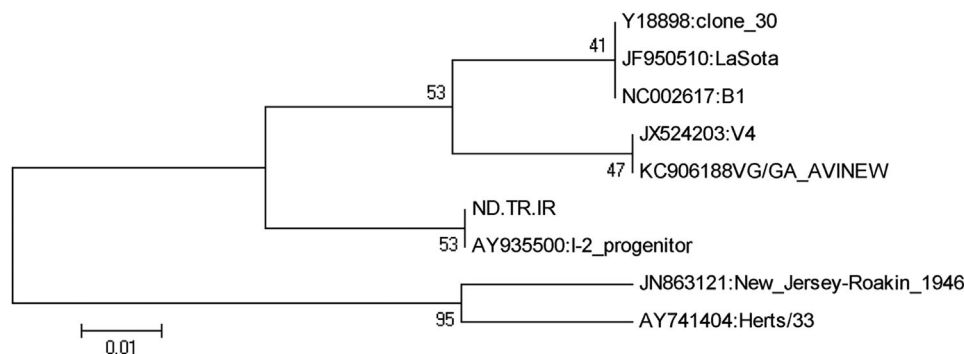 Y18898:clone_30
41
JF950510:LaSota
53
NC002617:B1
JX524203:V4
47
KC906188VG/GA_AVINEW
ND.TR.IR
53
AY935500:I-2_progenitor
JN863121:New_Jersey-Roakin_1946
95
AY741404:Herts/33
0.01